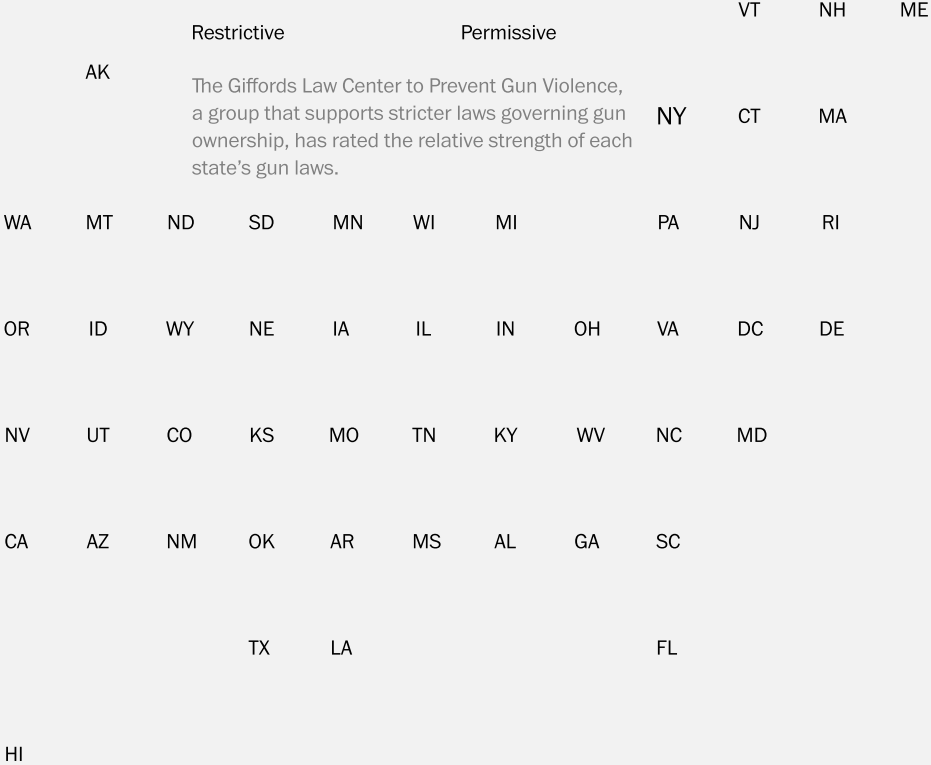 VT NH ME
Restrictive Permissive
AK
The Giffords Law Center to Prevent Gun Violence,
a group that supports stricter laws governing gun
ownership, has rated the relative strength of each
state’s gun laws.
NY CT MA
WA MT ND SD MN WI MI PA NJ RI
OR ID WY NE IA IL IN OH VA DC DE
NV UT CO KS MO TN KY WV NC MD
CA AZ NM OK AR MS AL GA SC
TX LA FL
HI